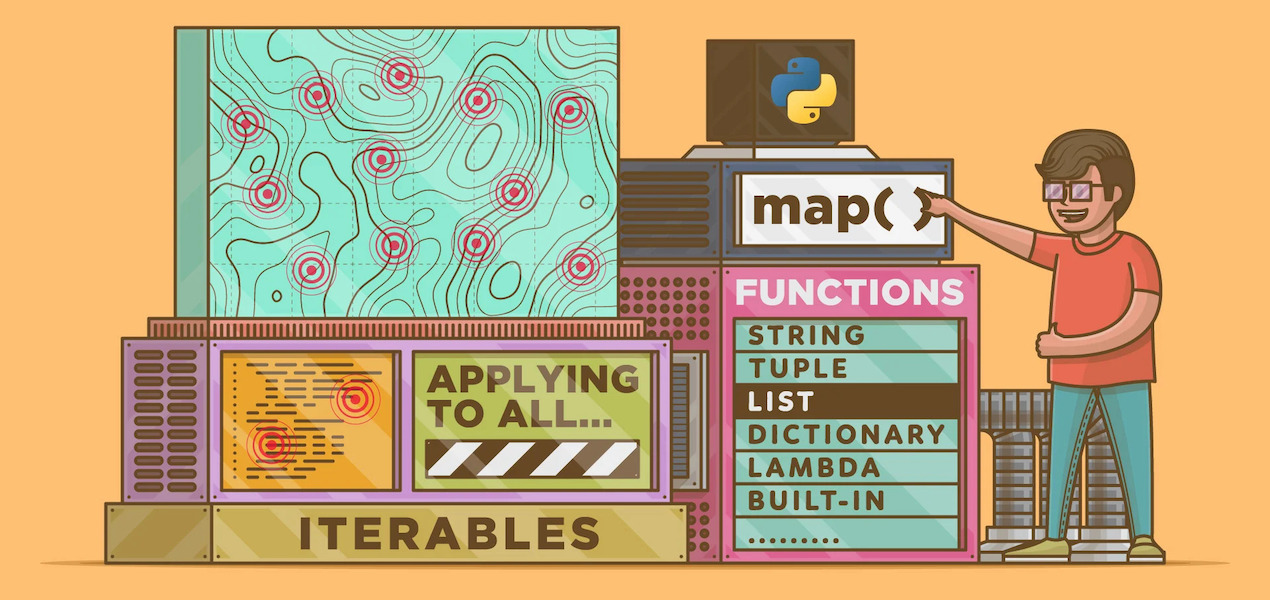 map( )
FUNCTIONS
STRING
TUPLE
LIST
DICTIONARY
LAMBDA
BUILT-IN
.........
APPLYING
TO ALL...
ITERABLES